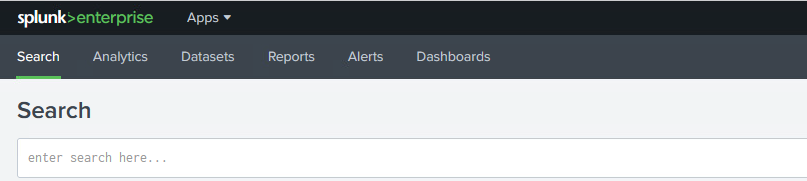 splunk>enterprise Apps
Search Analytics Datasets Reports Alerts Dashboards
Search
enter search here...